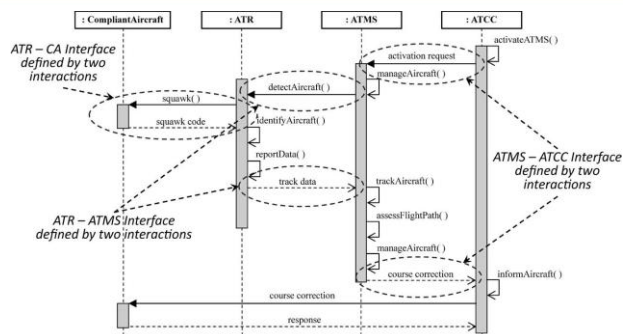 : CompliantAircraft
: ATR
: ATMS
: ATCC
activateATMS( )
ATR – CA Interface
defined by two
interactions
activation request
manageAircraft( )
detectAircraft( )
squawk( )
squawk code
identifyAircraft( )
reportData( )
ATMS – ATCC Interface
defined by two
interactions
track data
trackAircraft( )
ATR – ATMS Interface
defined by two interactions
assessFlightPath( )
manageAircraft( )
course correction
informAircraft( )
course correction
response